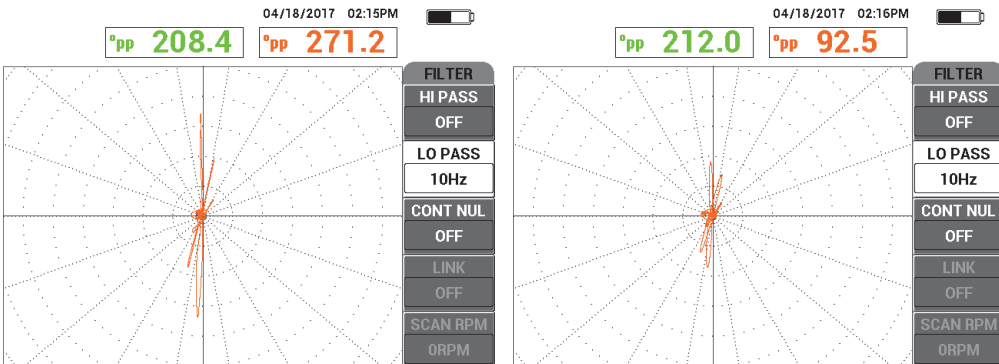 04/18/2017 02:15PM
°pp 208.4 °pp 271.2
FILTER
HI PASS
OFF
LO PASS
10Hz
CONT NUL
OFF
LINK
OFF
SCAN RPM
0RPM
04/18/2017 02:16PM
°pp 212.0 °pp 92.5
FILTER
HI PASS
OFF
LO PASS
10Hz
CONT NUL
OFF
LINK
OFF
SCAN RPM
0RPM